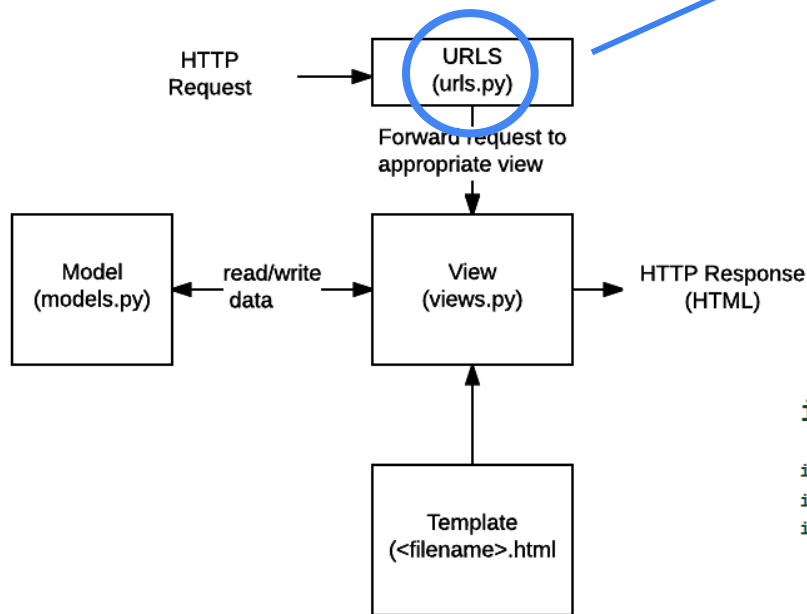 HTTP
Request
URLS
(urls.py)
Forward request to
appropriate view
Model
(models.py)
read/write
data
View
(views.py)
HTTP Response
(HTML)
Template
(<filename>.html